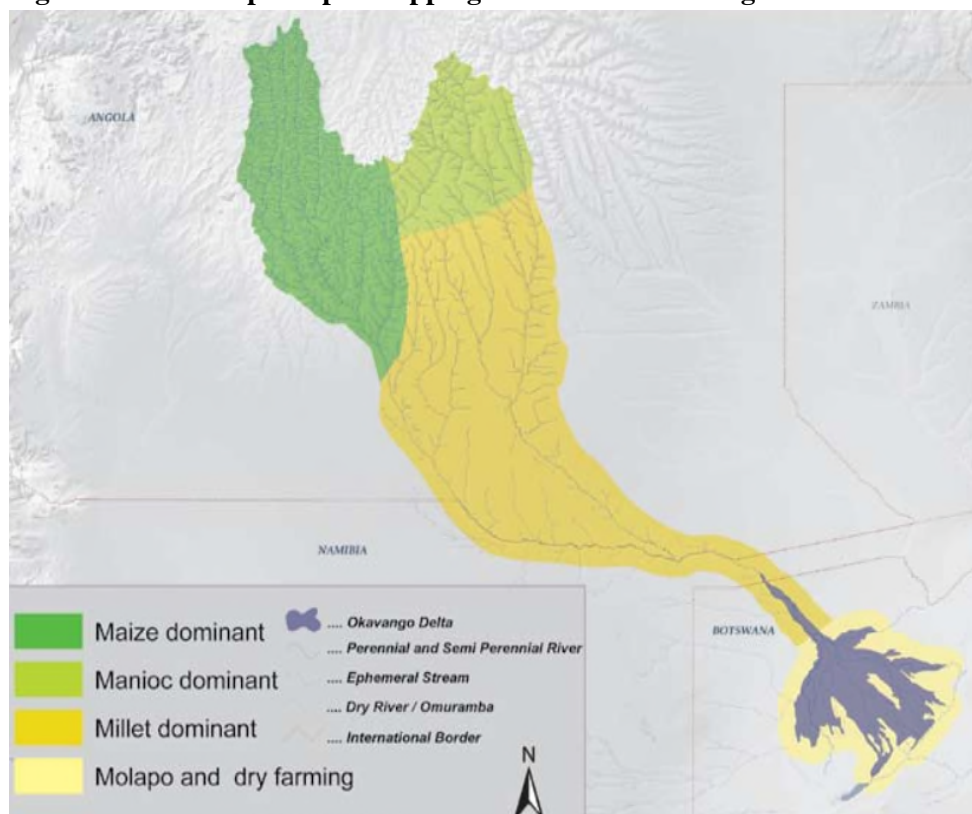 ANGOLA
ZAMBIA
NAMIBIA
BOTSWANA
Maize dominant
Manioc dominant
Millet dominant
Molapo and dry farming
.... Okavango Delta
.... Perennial and Semi Perennial River
.... Ephemeral Stream
.... Dry River / Omuramba
.... International Border
N